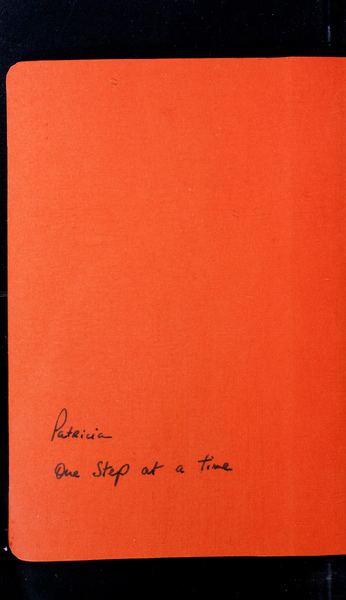 Patricia
One Step at a Time